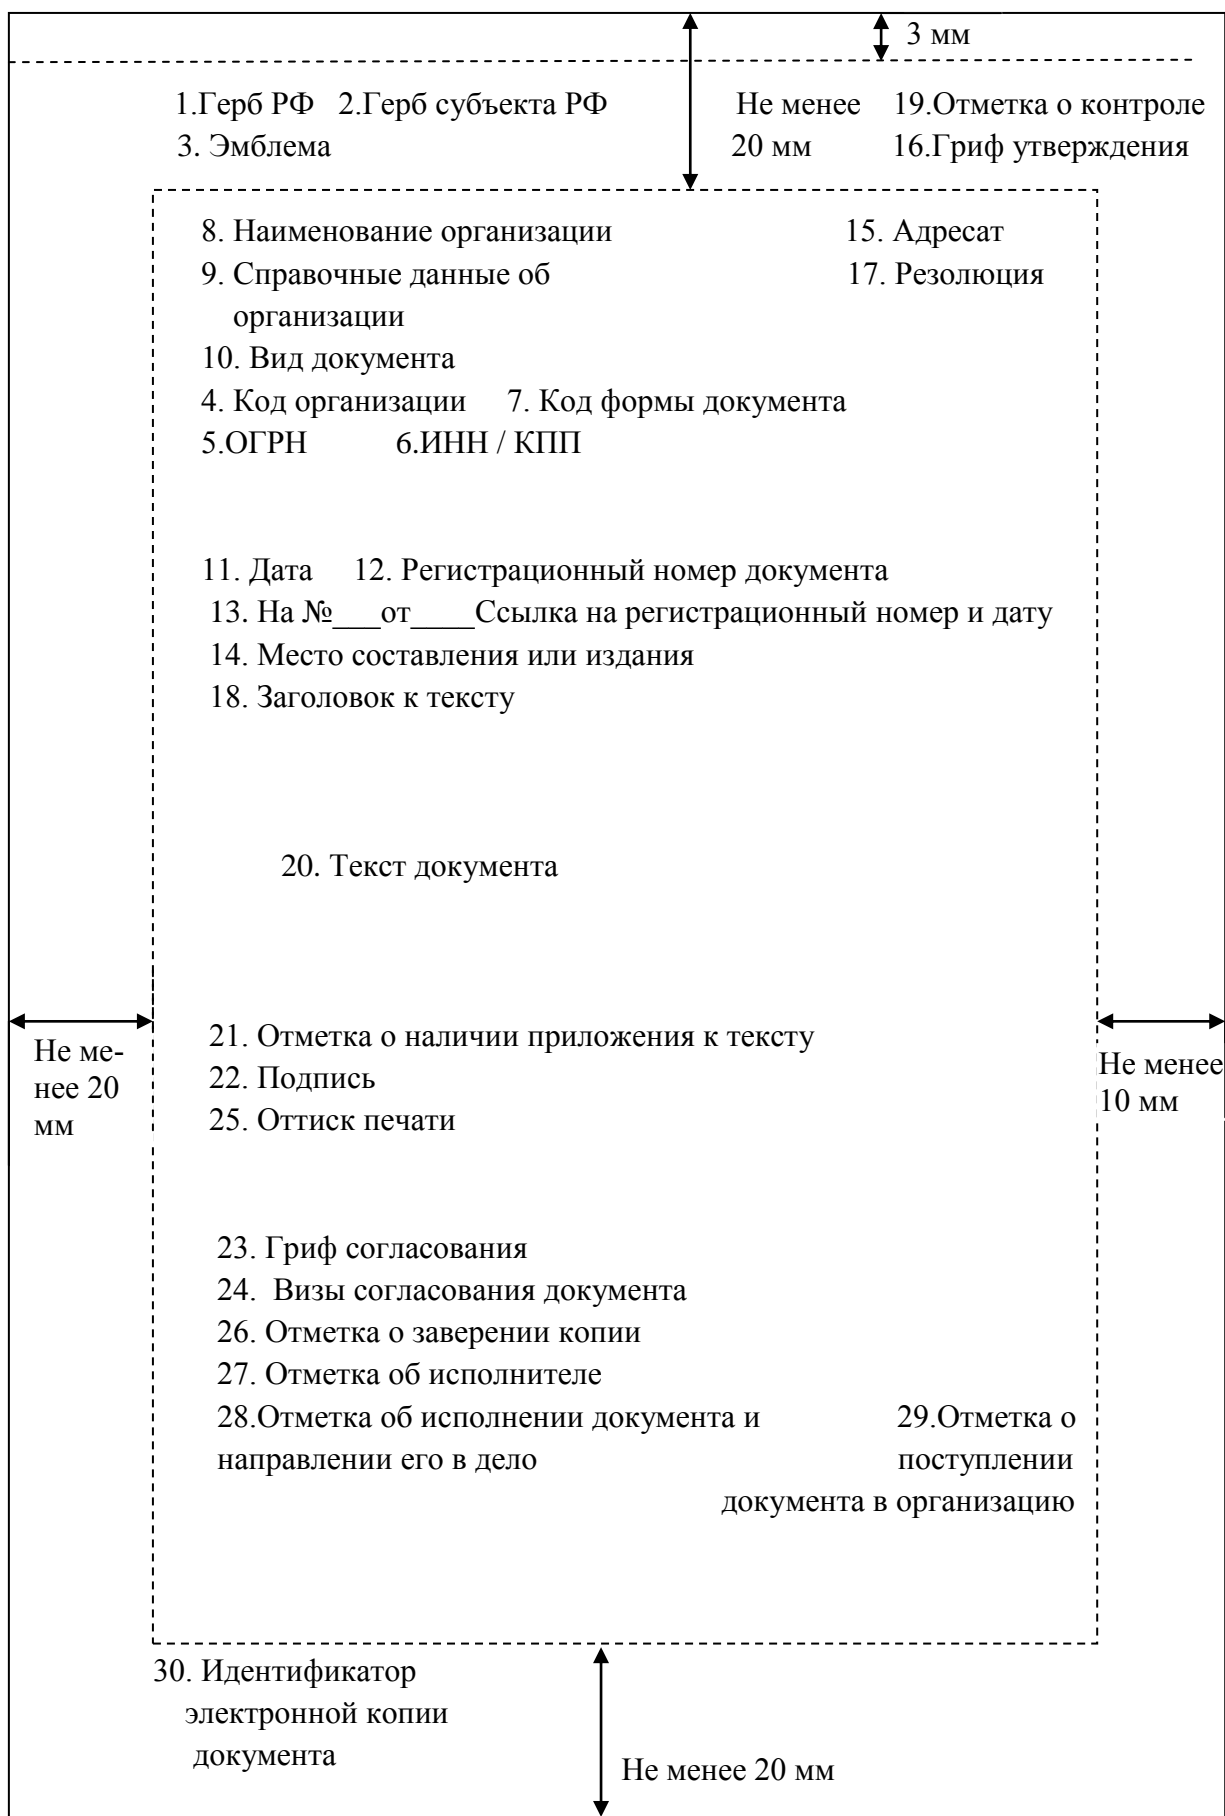 3 мм
1.Герб РФ 2.Герб субъекта РФ Не менее 19.Отметка о контроле
3. Эмблема 20 мм 16.Гриф утверждения
8. Наименование организации 15. Адресат
9. Справочные данные об 17. Резолюция
организации
10. Вид документа
4. Код организации 7. Код формы документа
5.ОГРН 6.ИНН / КПП
11. Дата 12. Регистрационный номер документа
13. На №___от____Ссылка на регистрационный номер и дату
14. Место составления или издания
18. Заголовок к тексту
20. Текст документа
21. Отметка о наличии приложения к тексту
22. Подпись
25. Оттиск печати
Не ме-
нее 20
мм
Не менее
10 мм
23. Гриф согласования
24. Визы согласования документа
26. Отметка о заверении копии
27. Отметка об исполнителе
28.Отметка об исполнении документа и 29.Отметка о
направлении его в дело поступлении
документа в организацию
30. Идентификатор
электронной копии
документа
Не менее 20 мм